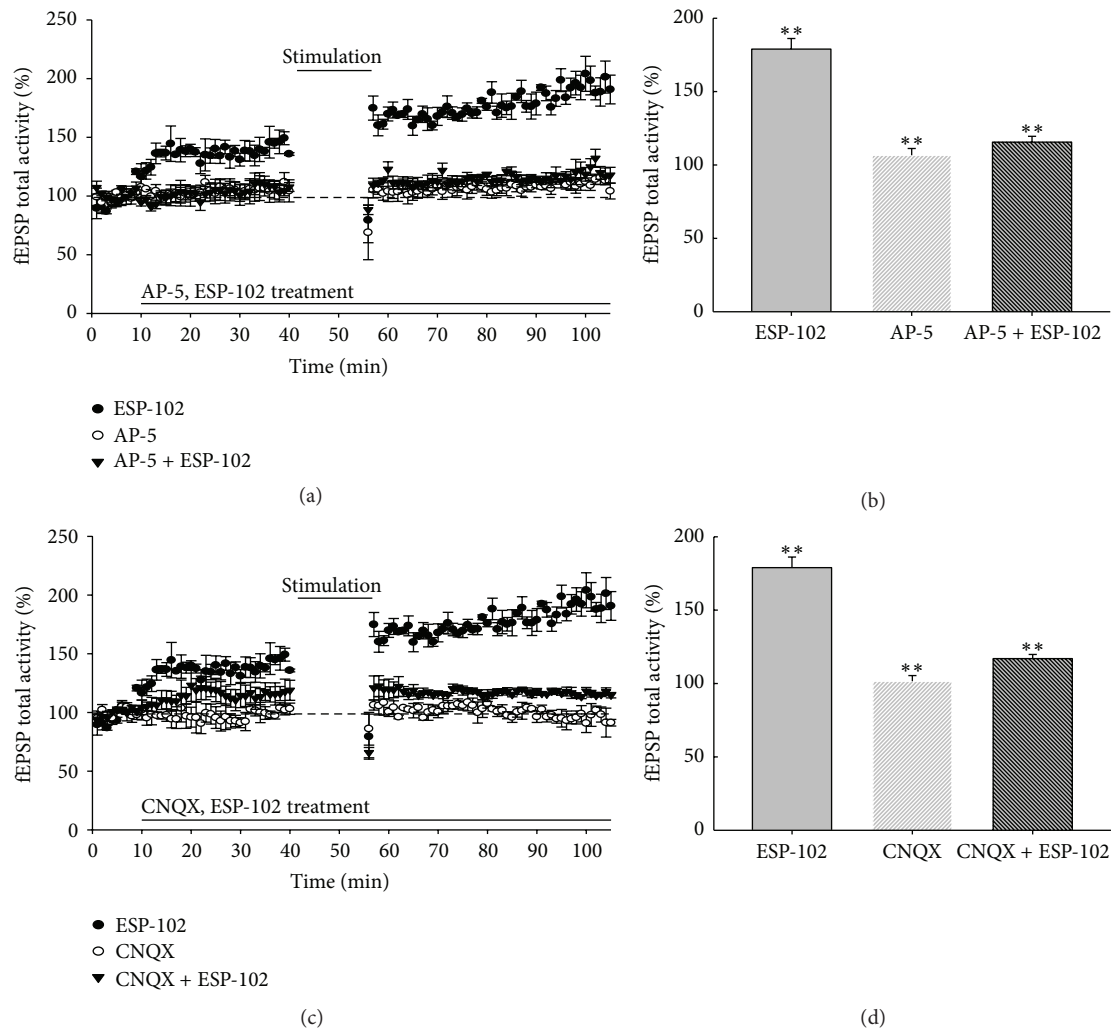 250
200
150
100
50
0
fEPSP total activity (%)
Stimulation
AP-5, ESP-102 treatment
0 10 20 30 40 50 60 70 80 90 100
Time (min)
ESP-102
AP-5
AP-5 + ESP-102
(a)
200
150
100
50
0
fEPSP total activity (%)
**
**
**
ESP-102 AP-5 AP-5 + ESP-102
(b)
250
200
150
100
50
0
fEPSP total activity (%)
Stimulation
CNQX, ESP-102 treatment
0 10 20 30 40 50 60 70 80 90 100
Time (min)
ESP-102
CNQX
CNQX + ESP-102
(c)
200
150
100
50
0
fEPSP total activity (%)
**
**
**
ESP-102 CNQX CNQX + ESP-102
(d)